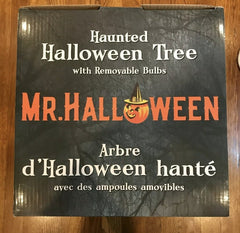 Haunted
Halloween Tree
with Removable Bulbs
MR.HALLOWEEN
Arbre
d'Halloween hanté
avec des ampoules amovibles